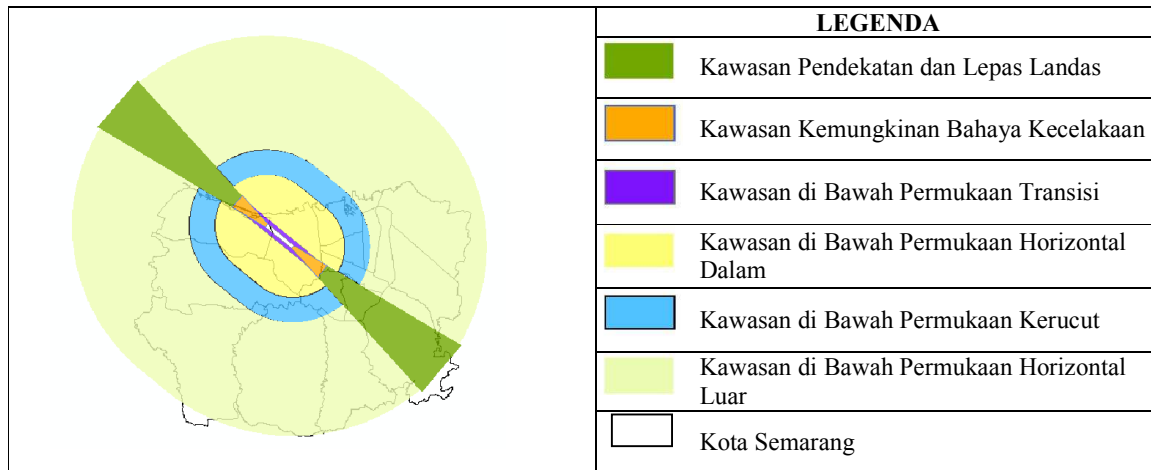 LEGENDA
Kawasan Pendekatan dan Lepas Landas
Kawasan Kemungkinan Bahaya Kecelakaan
Kawasan di Bawah Permukaan Transisi
Kawasan di Bawah Permukaan Horizontal
Dalam
Kawasan di Bawah Permukaan Kerucut
Kawasan di Bawah Permukaan Horizontal
Luar
Kota Semarang